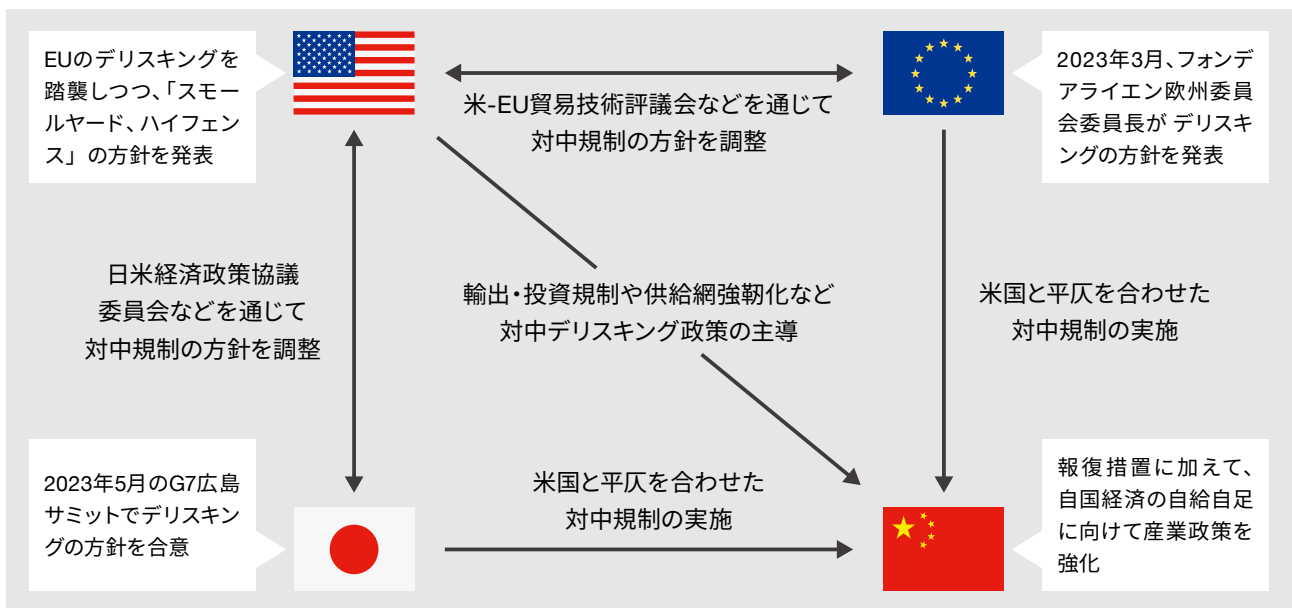 EUのデリスキングを
踏襲しつつ、「スモー
ルヤード、ハイフェン
ス」の方針を発表
米-EU貿易技術評議会などを通じて
対中規制の方針を調整
2023年3月、フォンデ
アライエン欧州委員
会委員長が デリスキ
ングの方針を発表
日米経済政策協議
委員会などを通じて
対中規制の方針を調整
輸出・投資規制や供給網強靭化など
対中デリスキング政策の主導
米国と平仄を合わせた
対中規制の実施
2023年5月のG7広島
サミットでデリスキン
グの方針を合意
米国と平仄を合わせた
対中規制の実施
報復措置に加えて、
自国経済の自給自足
に向けて産業政策を
強化